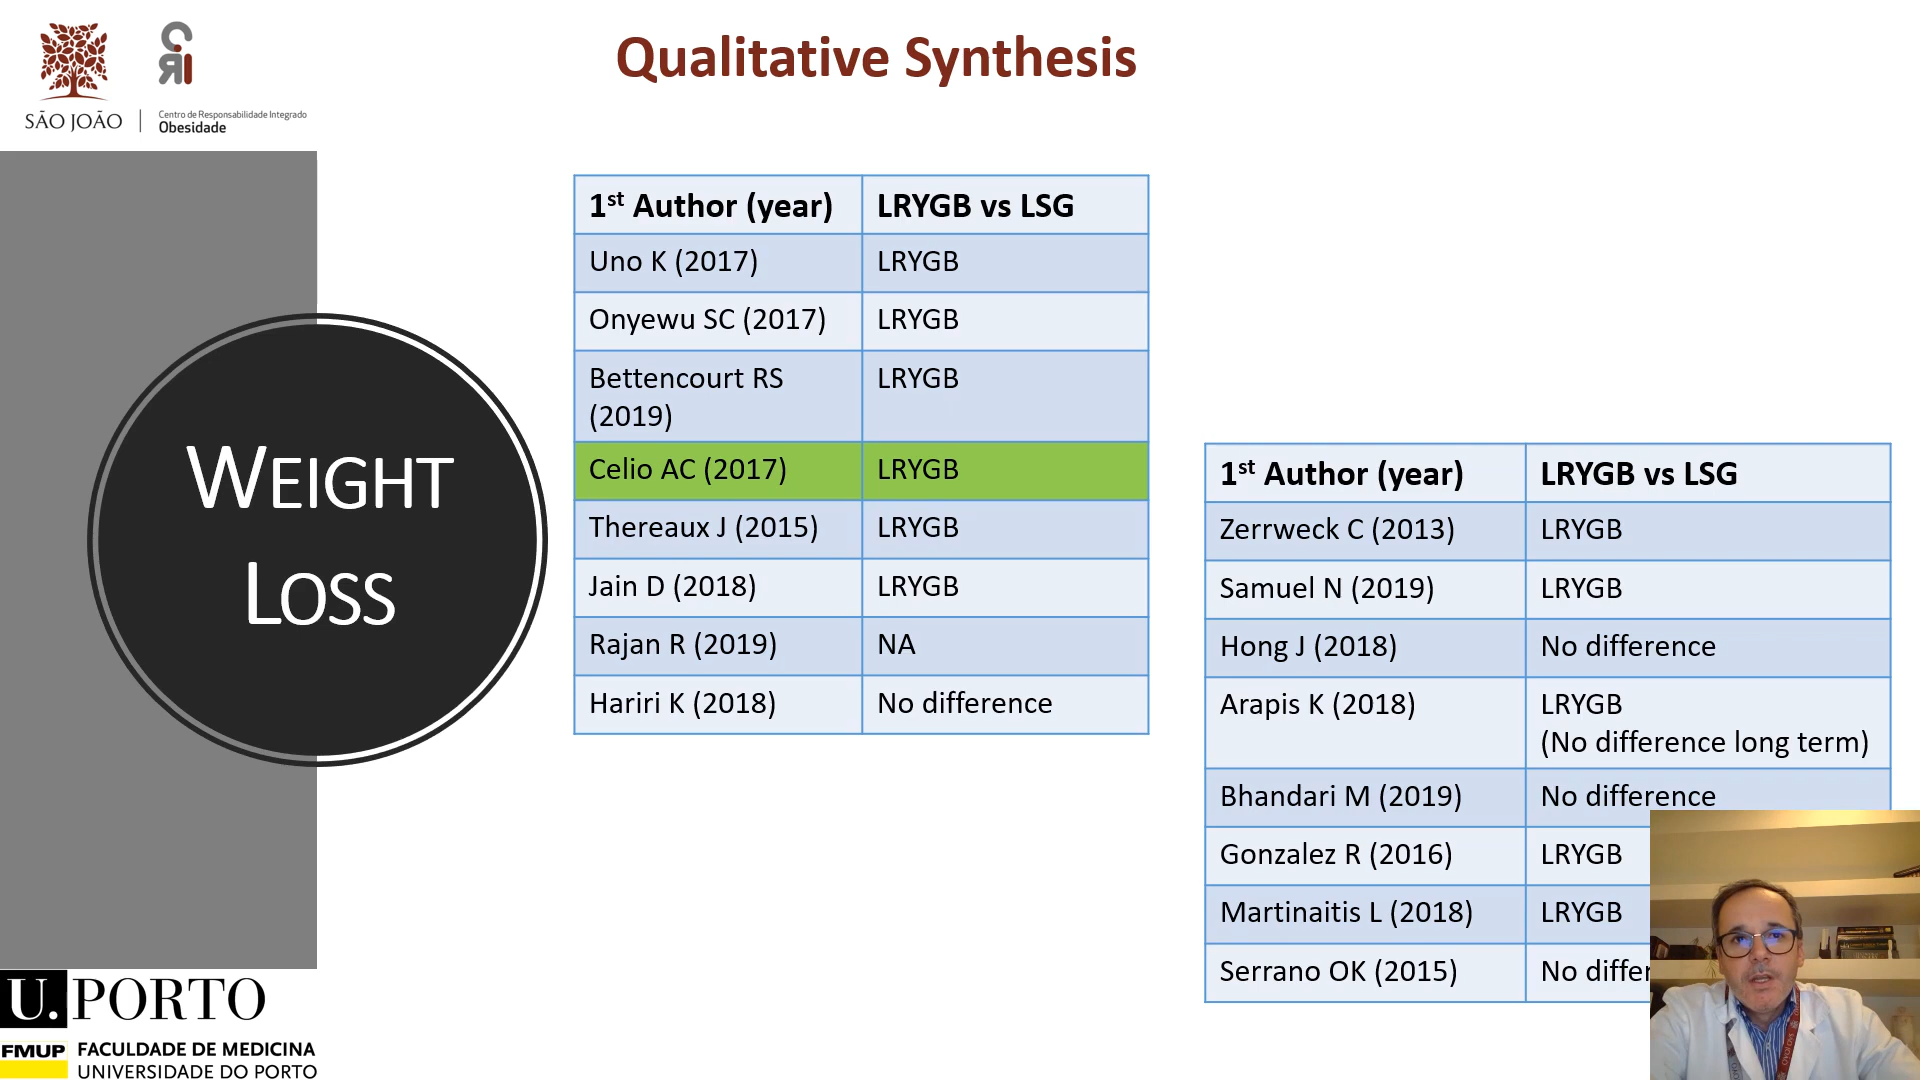 SÃO JOÃO
Centro de Responsabilidade Integrado
Obesidade
Qualitative Synthesis
WEIGHT
LOSS
1st Author (year) LRYGB vs LSG
Uno K (2017) LRYGB
Onyewu SC (2017) LRYGB
Bettencourt RS LRYGB
(2019)
Celio AC (2017) LRYGB
Thereaux J (2015) LRYGB
Jain D (2018) LRYGB
Rajan R (2019) NA
Hariri K (2018) No difference
1st Author (year) LRYGB vs LSG
Zerrweck C (2013) LRYGB
Samuel N (2019) LRYGB
Hong J (2018) No difference
Arapis K (2018) LRYGB
(No difference long term)
Bhandari M (2019) No difference
Gonzalez R (2016) LRYGB
Martinaitis L (2018) LRYGB
Serrano OK (2015) No differ
U.PORTO
FMUP FACULDADE DE MEDICINA
UNIVERSIDADE DO PORTO